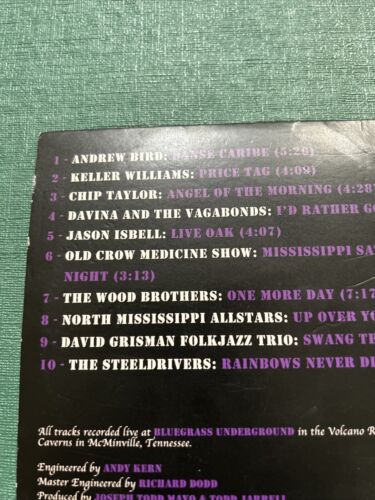 1 - ANDREW BIRD: DANSE CARIBE (5:20)
2 - KELLER WILLIAMS: PRICE TAG (4:09)
3 - CHIP TAYLOR: ANGEL OF THE MORNING (4:28
4 - DAVINA AND THE VAGABONDS: I'D RATHER GO
5 - JASON ISBELL: LIVE OAK (4:07)
6 - OLD CROW MEDICINE SHOW: MISSISSIPPI SAT
NIGHT (3:13)
7 - THE WOOD BROTHERS: ONE MORE DAY (7:17
8 - NORTH MISSISSIPPI ALLSTARS: UP OVER YO
9 - DAVID GRISMAN FOLKJAZZ TRIO: SWANG TH
10 - THE STEELDRIVERS: RAINBOWS NEVER DI
All tracks recorded live at BLUEGRASS UNDERGROUND in the Volcano R
Caverns in McMinville, Tennessee.
Engineered by ANDY KERN
Master Engineered by RICHARD DODD
Produced by JOSEPH TODD MAYO & TODD JARRELL